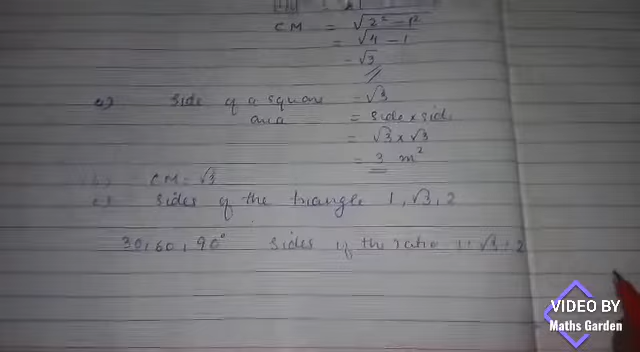 CM = √2² - 1²
= √4 - 1
= √3
Side of a square = √3
area = side × side
= √3 × √3
= 3 m²
CM = √3
c) Sides of the triangle 1, √3, 2
30, 60, 90° Sides if the ratio 1 : √3 : 2
VIDEO BY
Maths Garden